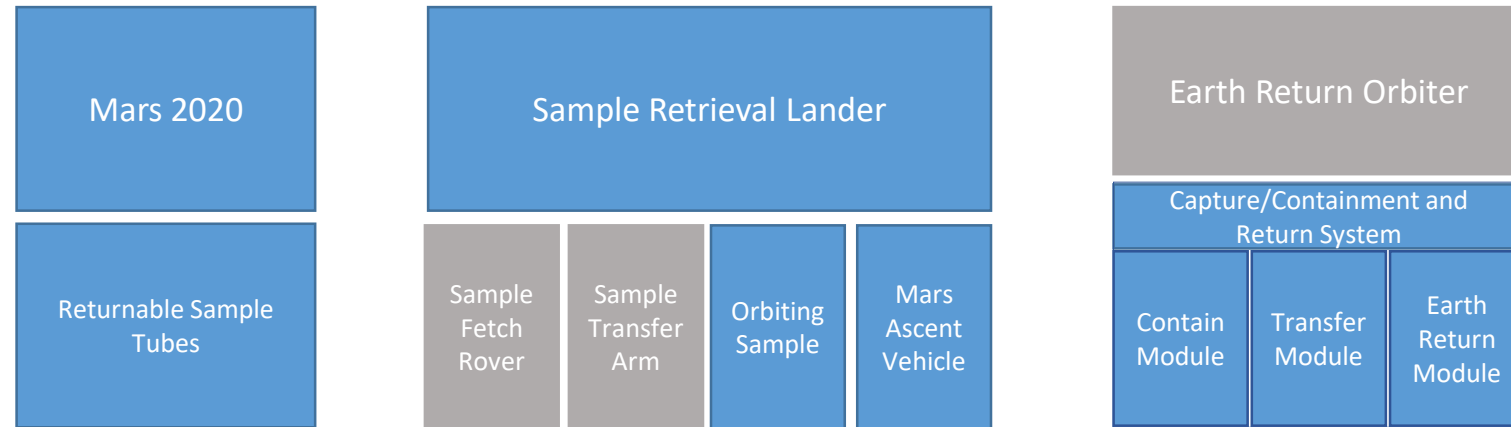 Mars 2020
Sample Retrieval Lander
Earth Return Orbiter
Returnable Sample
Tubes
Sample
Fetch
Rover
Sample
Transfer
Arm
Orbiting
Sample
Mars
Ascent
Vehicle
Capture/Containment and
Return System
Contain
Module
Transfer
Module
Earth
Return
Module